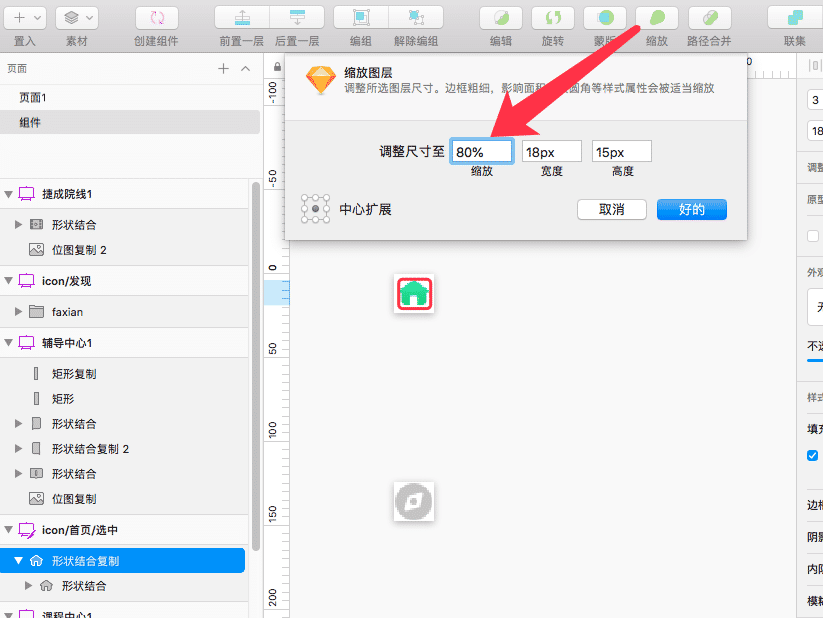 置入 素材 创建组件 前置一层 后置一层 编组 解除编组 编辑 旋转 蒙版 缩放 路径合并 联集
页面
页面1
组件
捷成院线1
形状结合
位图复制 2
icon/发现
faxian
辅导中心1
矩形复制
矩形
形状结合
形状结合复制 2
形状结合
位图复制
icon/首页/选中
形状结合复制
形状结合
课程中心1
-100
-50
0
50
100
150
200
0
缩放图层
调整所选图层尺寸。边框粗细，影响面积
圆角等样式属性会被适当缩放
调整尺寸至 80% 18px 15px
缩放 宽度 高度
中心扩展 取消 好的
3
18
调整
原型
外观
无
不透
样式
填充
边框
阴影
内阴
模糊